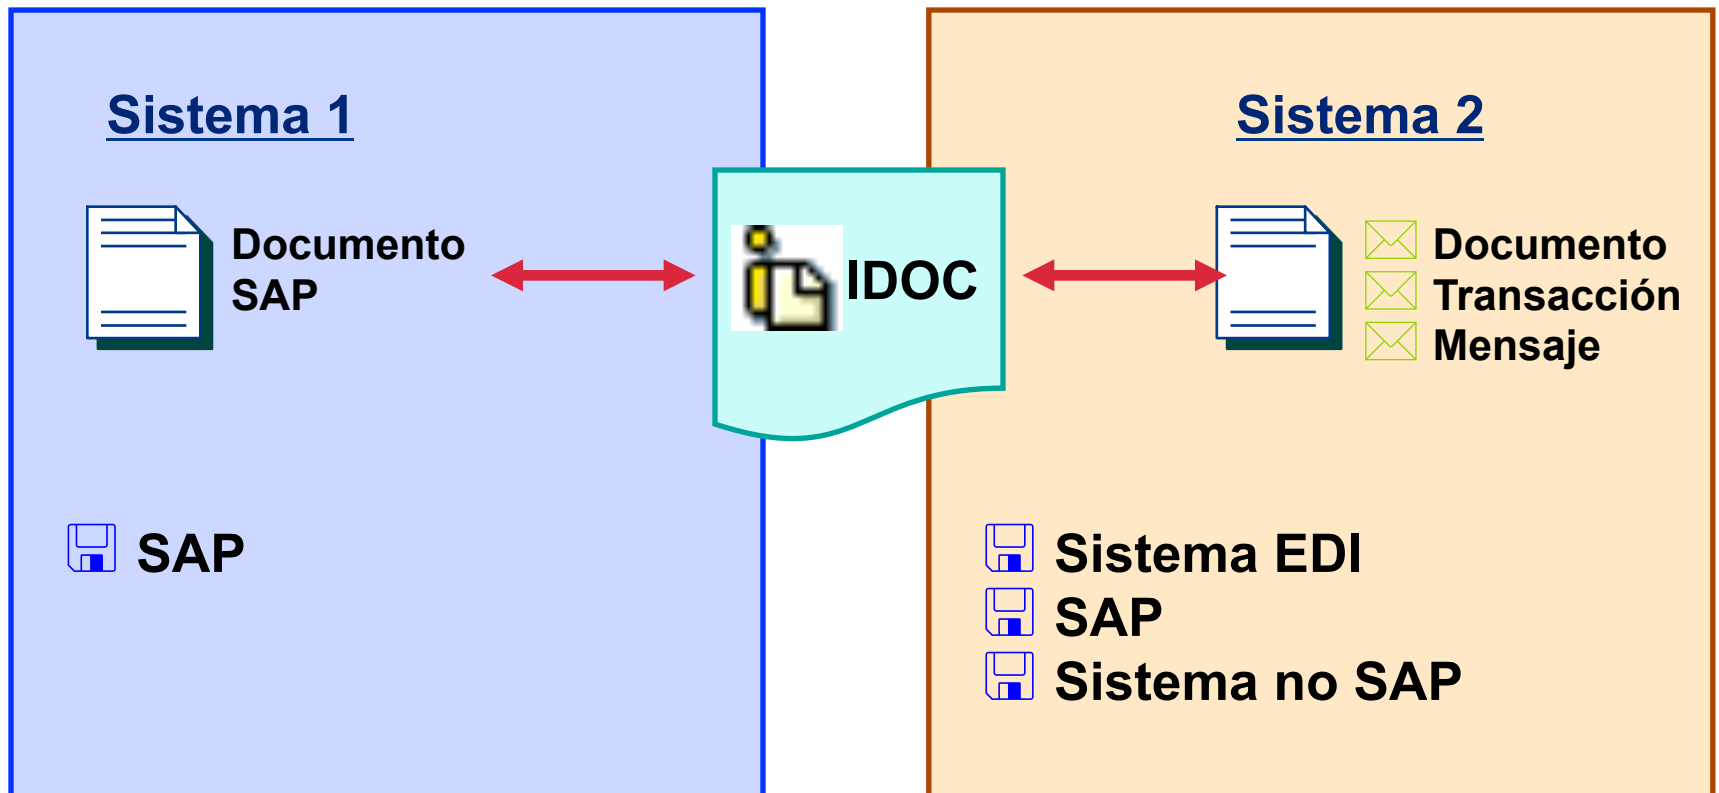 Sistema 1
Documento
SAP
SAP
IDOC
Sistema 2
Documento
Transacción
Mensaje
Sistema EDI
SAP
Sistema no SAP